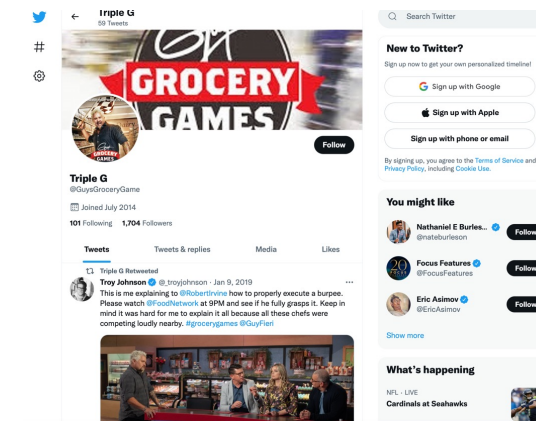 Triple G
59 Tweets
Search Twitter
New to Twitter?
Sign up now to get your own personalized timeline!
Sign up with Google
Sign up with Apple
Sign up with phone or email
By signing up, you agree to the Terms of Service and
Privacy Policy, including Cookie Use.
GROCERY
GAMES
GROCERY
GAMES
Follow
Triple G
@GuysGroceryGame
Joined July 2014
101 Following 1,704 Followers
Tweets Tweets & replies Media Likes
Triple G Retweeted
Troy Johnson @_troyjohnson · Jan 9, 2019
This is me explaining to @RobertIrvine how to properly execute a burpee.
Please watch @FoodNetwork at 9PM and see if he fully grasps it. Keep in
mind it was hard for me to explain it all because all these chefs were
competing loudly nearby. #grocerygames @GuyFieri
You might like
Nathaniel E Burles...
@nateburleson
Follow
20
FOCUS
Focus Features
@FocusFeatures
Follow
Eric Asimov
@EricAsimov
Follow
Show more
What's happening
NFL · LIVE
Cardinals at Seahawks